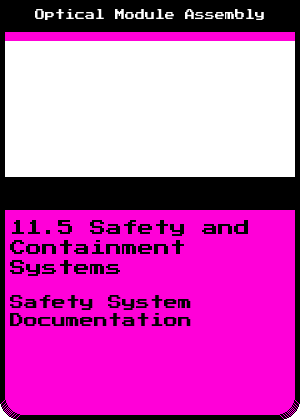 Optical Module Assembly
11.5 Safety and
Containment
Systems
Safety System
Documentation